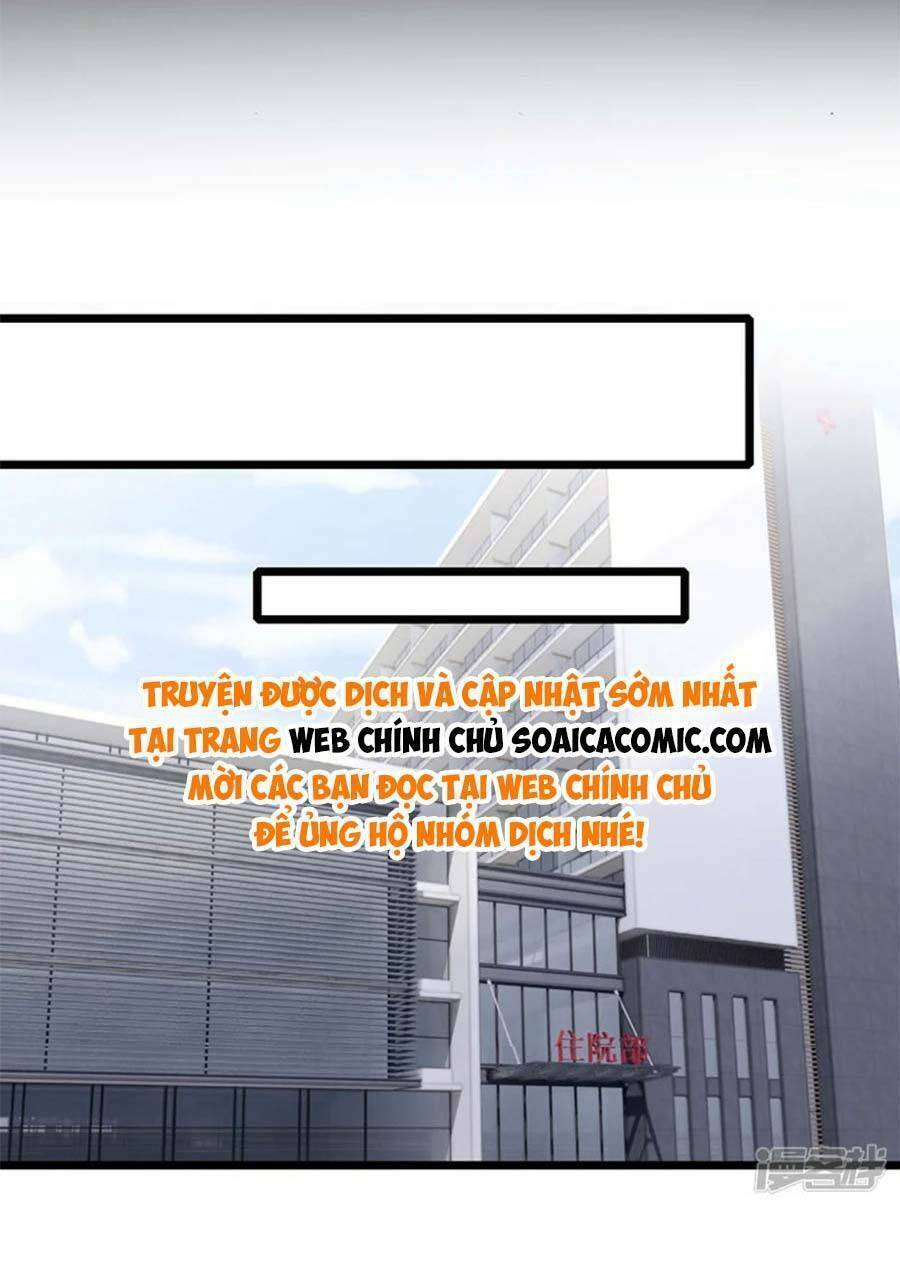 TRUYỆN ĐƯỢC DỊCH VÀ CẬP NHẬT SỚM NHẤT
TẠI TRANG WEB CHÍNH CHỦ SOAICACOMIC.COM
MỜI CÁC BẠN ĐỌC TẠI WEB CHÍNH CHỦ
ĐỂ ỦNG HỘ NHÓM DỊCH NHÉ!
住院部
漫客栈